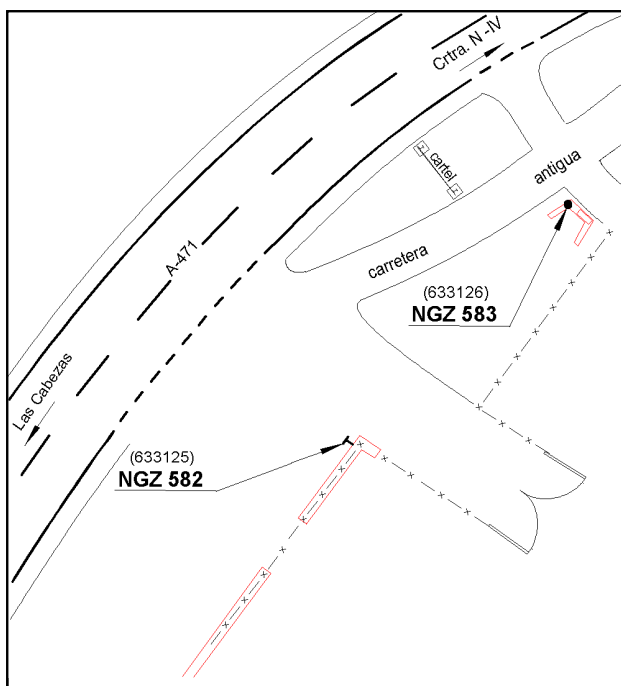 Crtra. N -IV
cartel
antigua
A-471
carretera
(633126)
NGZ 583
Las Cabezas
(633125)
NGZ 582